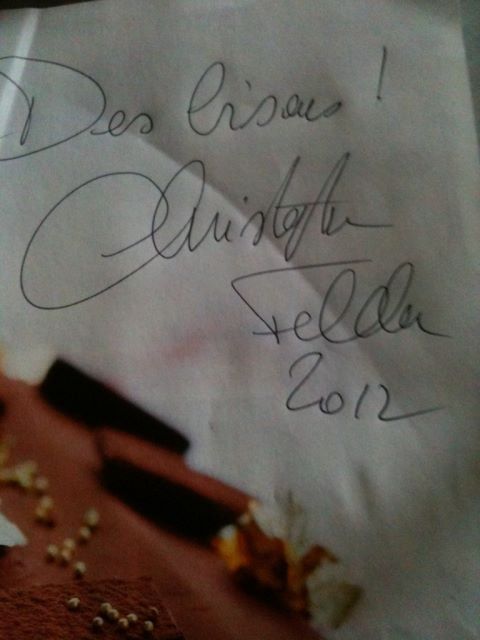 Des bisous !
Christophe
Felder
2012